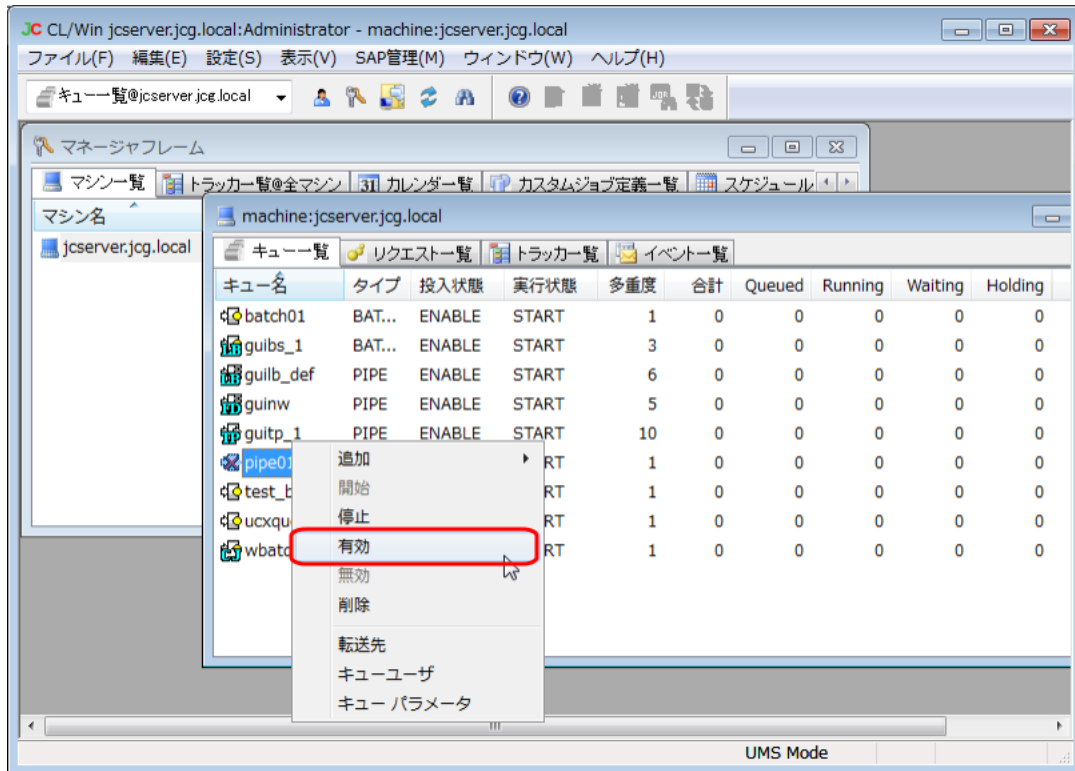 JC CL/Win jcserver.jcg.local:Administrator - machine:jcserver.jcg.local
ファイル(F) 編集(E) 設定(S) 表示(V) SAP管理(M) ウィンドウ(W) ヘルプ(H)
キュー一覧@jcserver.jcg.local
マネージャフレーム
マシン一覧 トラッカ一覧@全マシン 31 カレンダー一覧 カスタムジョブ定義一覧 スケジュール
マシン名
jcserver.jcg.local
machine:jcserver.jcg.local
キュー一覧 リクエスト一覧 トラッカ一覧 イベント一覧
キュー名 タイプ 投入状態 実行状態 多重度 合計 Queued Running Waiting Holding
batch01 BAT... ENABLE START 1 0 0 0 0 0
guibs_1 BAT... ENABLE START 3 0 0 0 0 0
guilb_def PIPE ENABLE START 6 0 0 0 0 0
guinw PIPE ENABLE START 5 0 0 0 0 0
guitp_1 PIPE ENABLE START 10 0 0 0 0 0
pipe01 RT 1 0 0 0 0 0
test_b RT 1 0 0 0 0 0
ucxqu RT 1 0 0 0 0 0
wbatc RT 1 0 0 0 0 0
追加
開始
停止
有効
無効
削除
転送先
キューユーザ
キュー パラメータ
UMS Mode